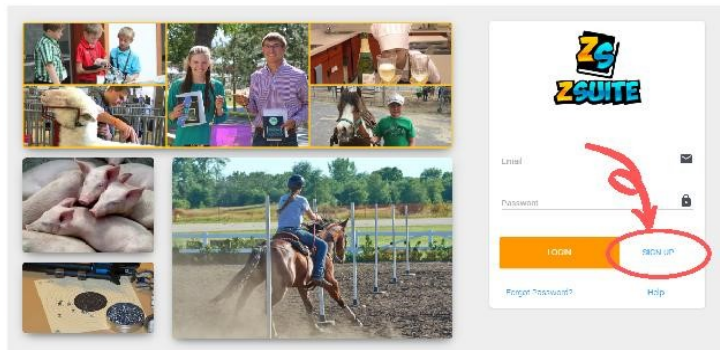 ZS
ZSUITE
Email
Password
LOGIN
SIGN UP
Forgot Password?
Help